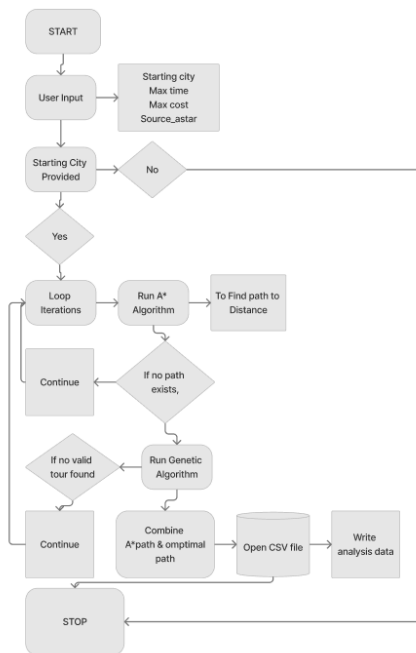 START
User Input
Starting city
Max time
Max cost
Source_astar
Starting City
Provided
No
Yes
Loop
Iterations
Run A*
Algorithm
To Find path to
Distance
Continue
If no path
exists,
If no valid
tour found
Run Genetic
Algorithm
Continue
Combine
A*path & omptimal
path
Open CSV file
Write
analysis data
STOP